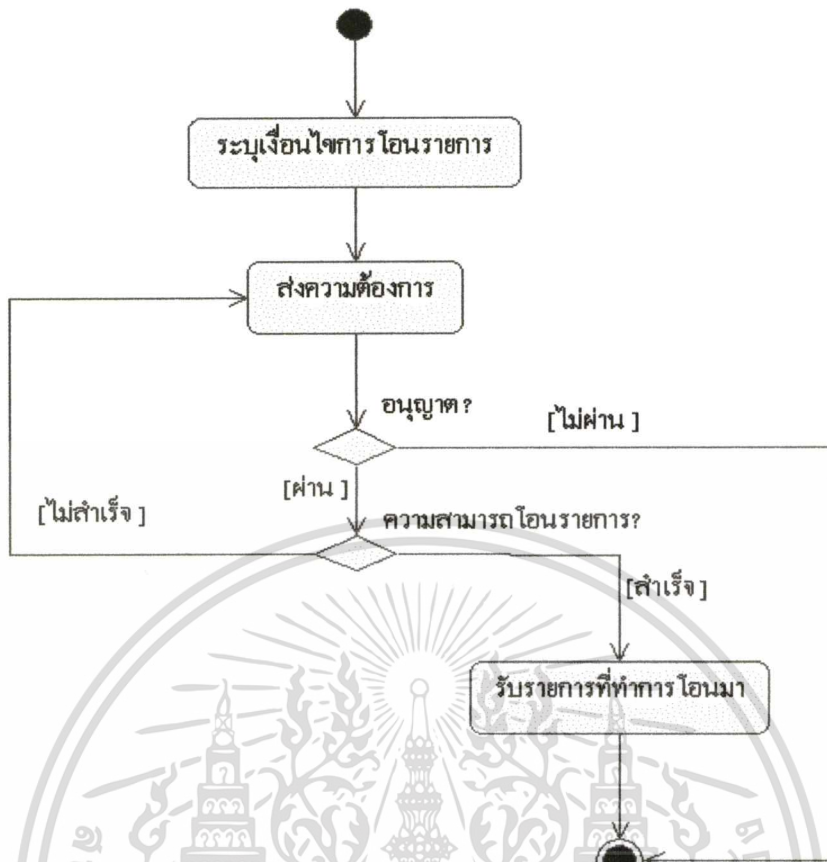 ระบุเงื่อนไขการโอนรายการ
ส่งความต้องการ
อนุญาต?
[ไม่ผ่าน ]
[ผ่าน ]
[ไม่สำเร็จ ]
ความสามารถโอนรายการ?
[สำเร็จ ]
รับรายการที่ทำการโอนมา